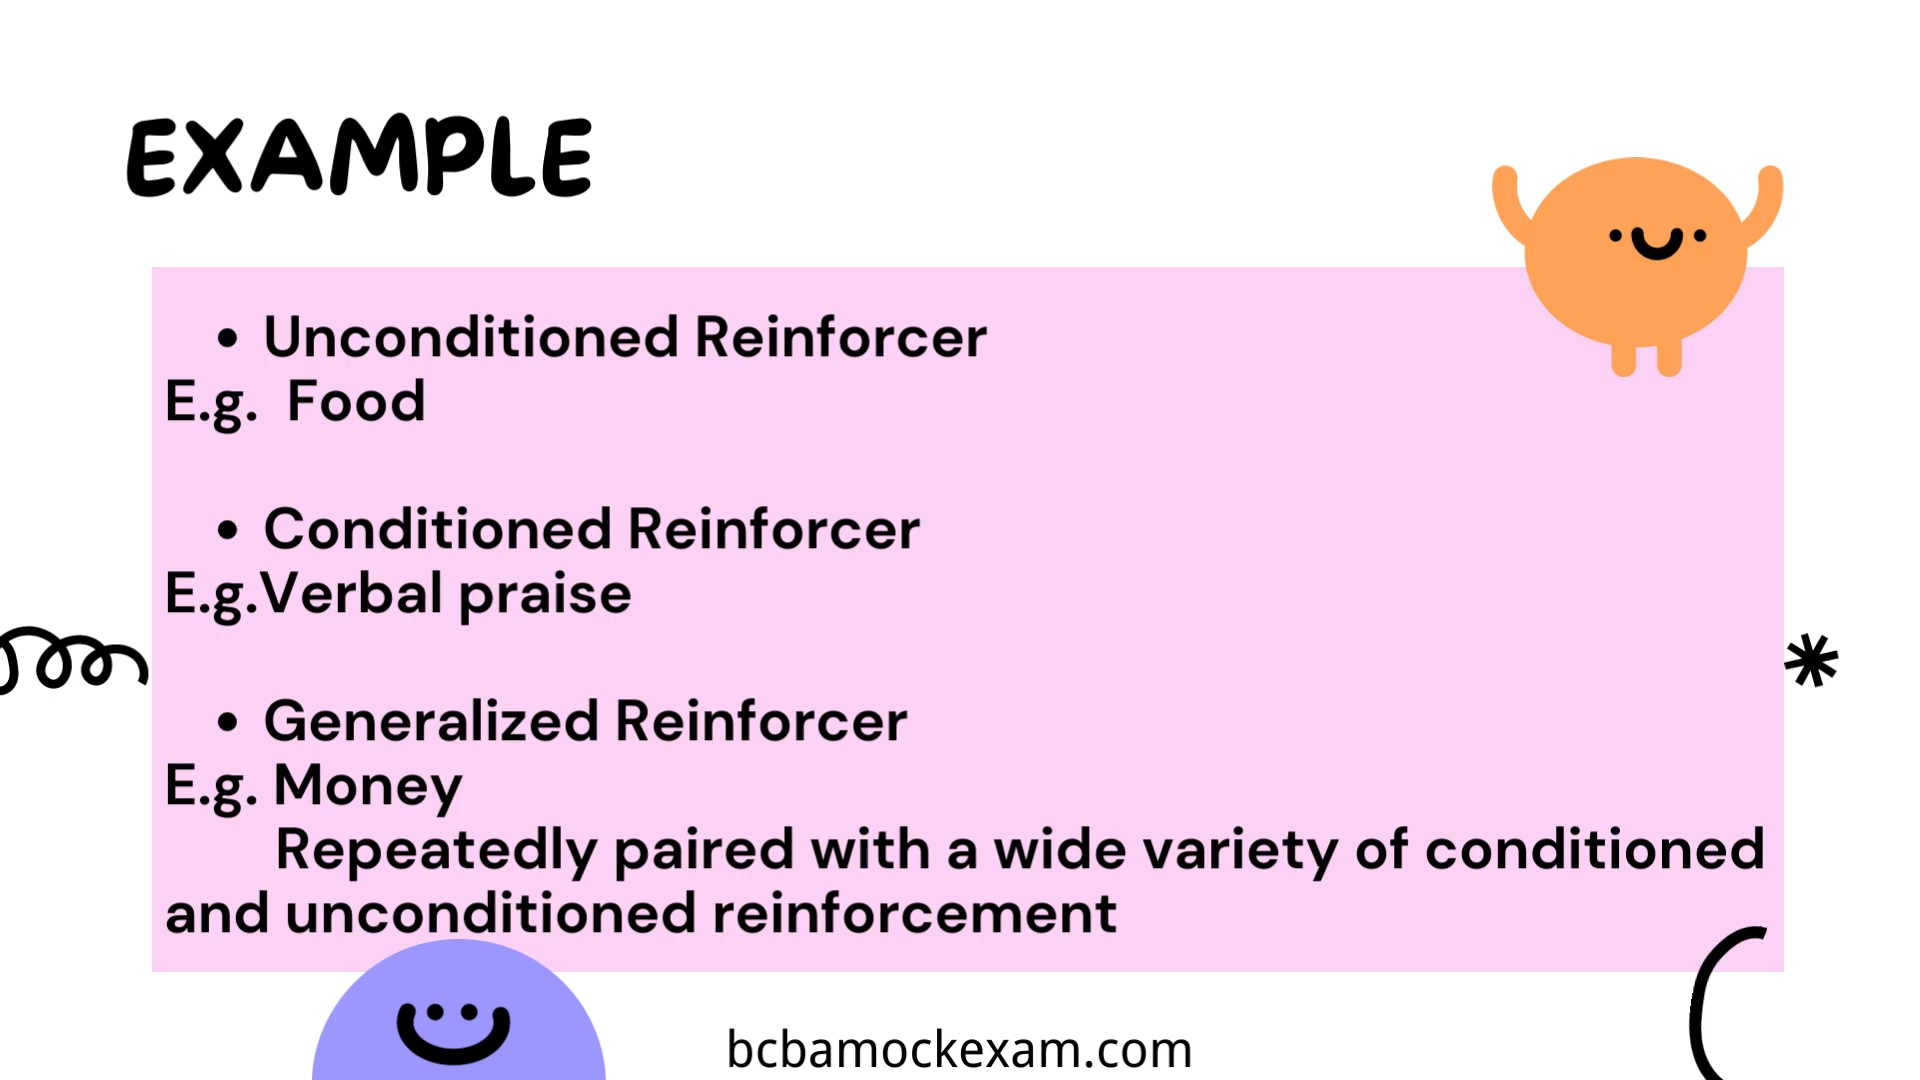 EXAMPLE
• Unconditioned Reinforcer
E.g.  Food
• Conditioned Reinforcer
E.g.Verbal praise
• Generalized Reinforcer
E.g. Money
Repeatedly paired with a wide variety of conditioned
and unconditioned reinforcement
bcbamockexam.com